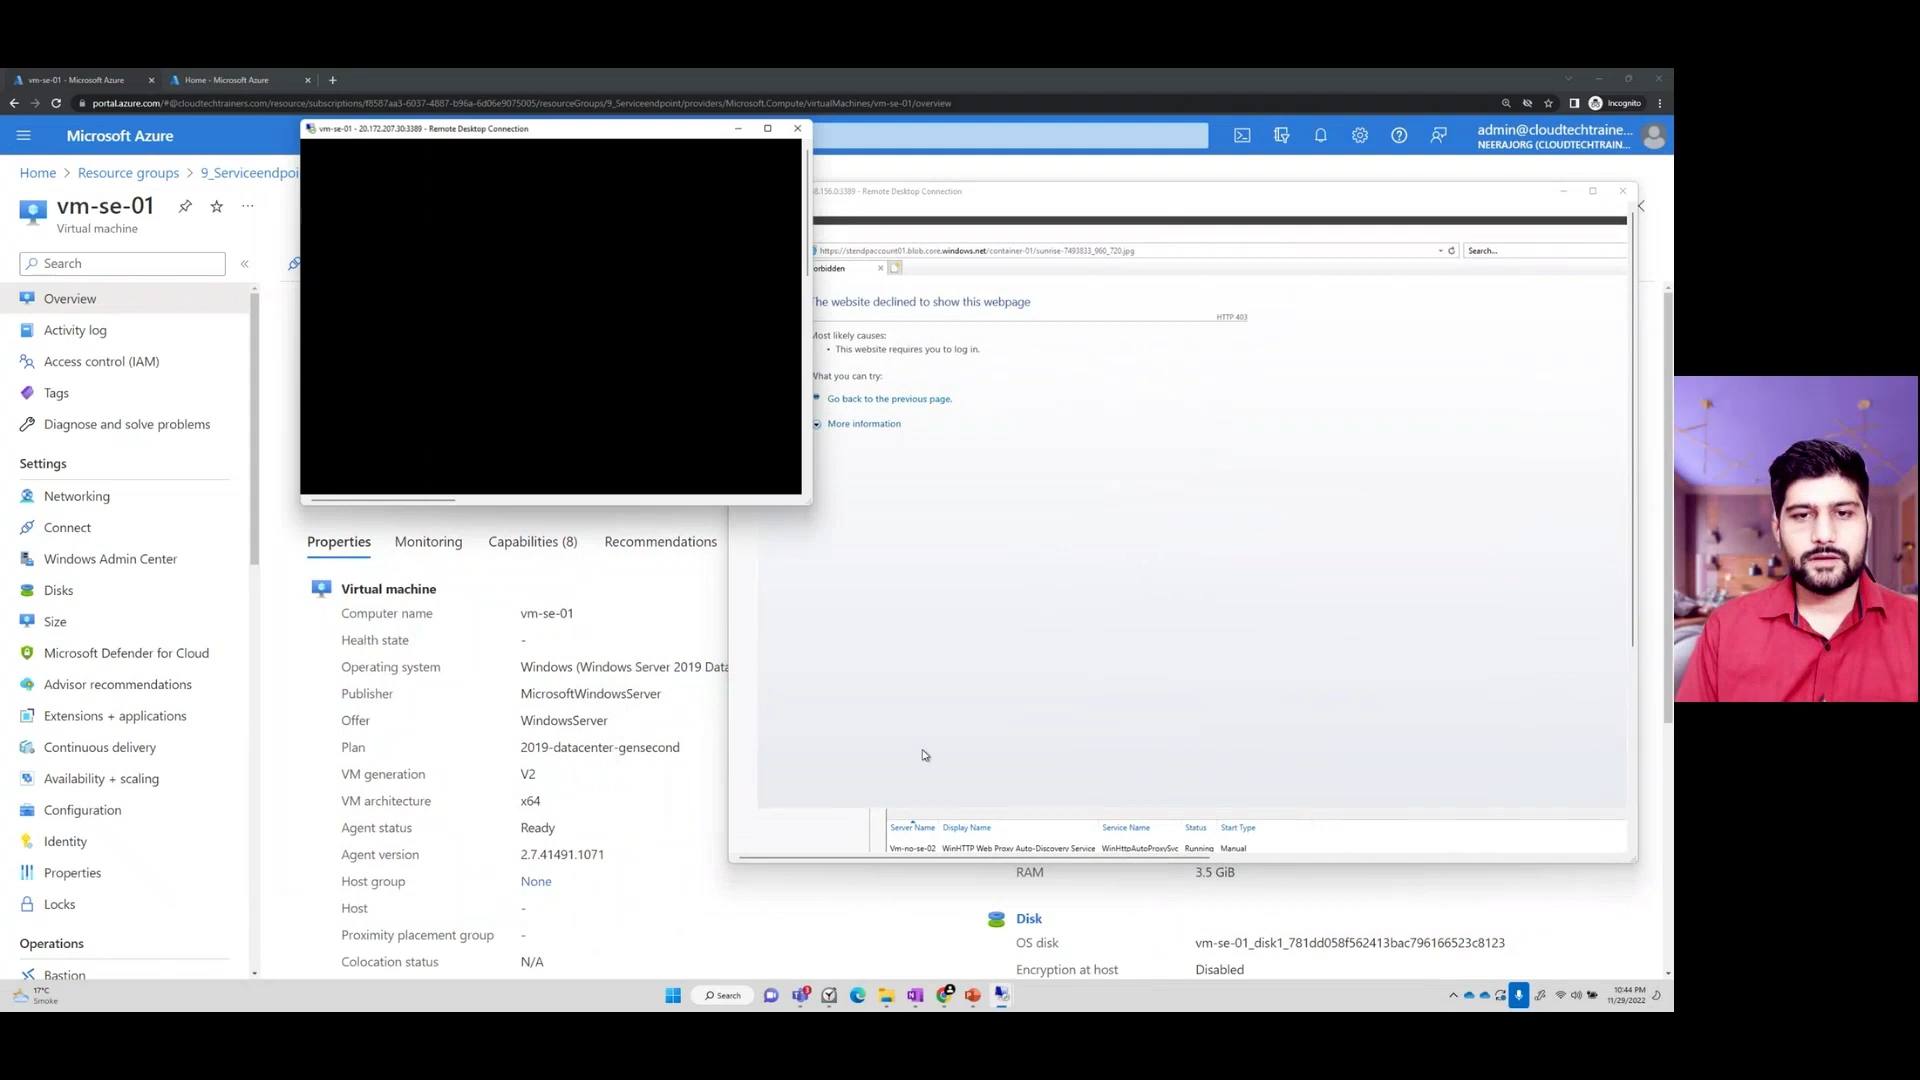 vm-se-01 - Microsoft Azure
Home - Microsoft Azure
portal.azure.com/#@cloudtechtrainers.com/resource/subscriptions/f8587aa3-6037-4887-b96a-6d06e9075005/resourceGroups/9_Serviceendpoint/providers/Microsoft.Compute/virtualMachines/vm-se-01/overview
Incognito
Microsoft Azure
admin@cloudtechtraine...
NEERAJORG (CLOUDTECHTRAIN...
vm-se-01 - 20.172.207.30:3389 - Remote Desktop Connection
Home > Resource groups > 9_Serviceendpoi
vm-se-01
Virtual machine
Search
Overview
Activity log
Access control (IAM)
Tags
Diagnose and solve problems
Settings
Networking
Connect
Windows Admin Center
Disks
Size
Microsoft Defender for Cloud
Advisor recommendations
Extensions + applications
Continuous delivery
Availability + scaling
Configuration
Identity
Properties
Locks
Operations
Bastion
8.156.0:3389 - Remote Desktop Connection
https://stendpaccount01.blob.core.windows.net/container-01/sunrise-7493833_960_720.jpg
Search...
orbidden
The website declined to show this webpage
HTTP 403
Most likely causes:
• This website requires you to log in.
What you can try:
Go back to the previous page.
More information
Server Name Display Name Service Name Status Start Type
Vm-no-se-02 WinHTTP Web Proxy Auto-Discovery Service WinHttpAutoProxySvc Running Manual
Properties Monitoring Capabilities (8) Recommendations
Virtual machine
Computer name vm-se-01
Health state -
Operating system Windows (Windows Server 2019 Data
Publisher MicrosoftWindowsServer
Offer WindowsServer
Plan 2019-datacenter-gensecond
VM generation V2
VM architecture x64
Agent status Ready
Agent version 2.7.41491.1071
Host group None
Host -
Proximity placement group -
Colocation status N/A
RAM 3.5 GiB
Disk
OS disk vm-se-01_disk1_781dd058f562413bac796166523c8123
Encryption at host Disabled
17°C
Smoke
Search
10:44 PM
11/29/2022